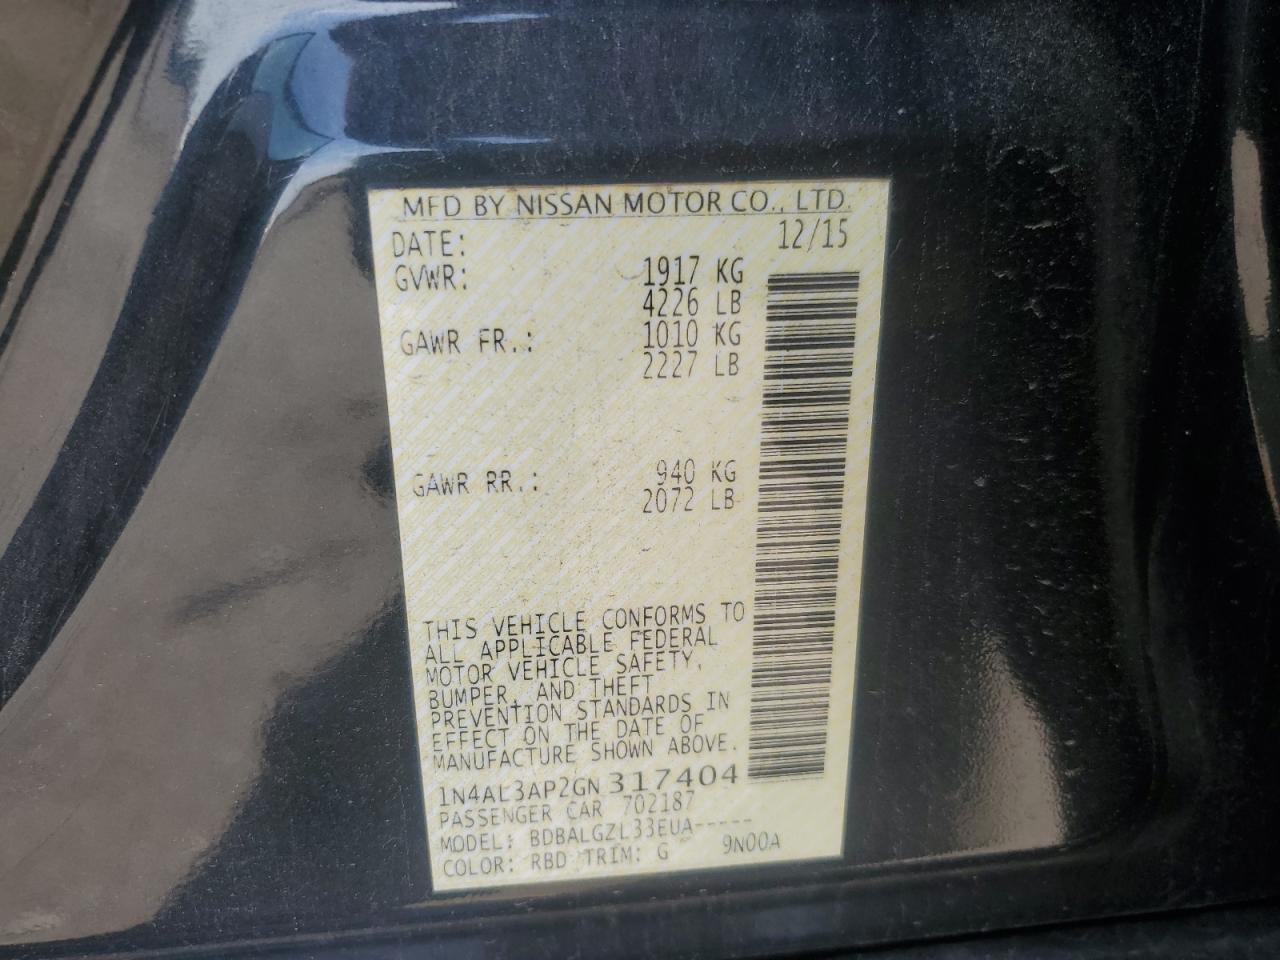 MFD BY NISSAN MOTOR CO., LTD.
DATE: 12/15
GVWR: 1917 KG
4226 LB
GAWR FR.: 1010 KG
2227 LB
GAWR RR.: 940 KG
2072 LB
THIS VEHICLE CONFORMS TO
ALL APPLICABLE FEDERAL
MOTOR VEHICLE SAFETY,
BUMPER, AND THEFT
PREVENTION STANDARDS IN
EFFECT ON THE DATE OF
MANUFACTURE SHOWN ABOVE.
1N4AL3AP2GN317404
PASSENGER CAR 702187
MODEL: BDBALGZL33EUA-----
COLOR: RBD TRIM: G 9N00A